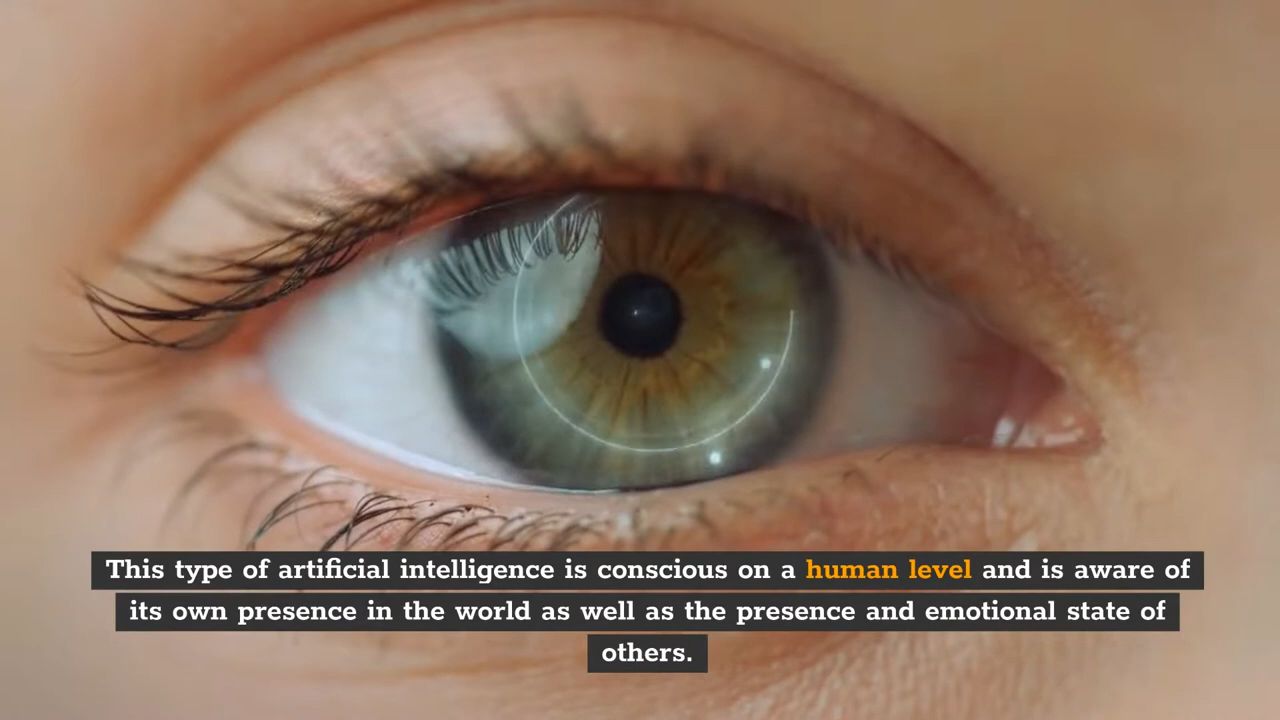 This type of artificial intelligence is conscious on a human level and is aware of
its own presence in the world as well as the presence and emotional state of
others.